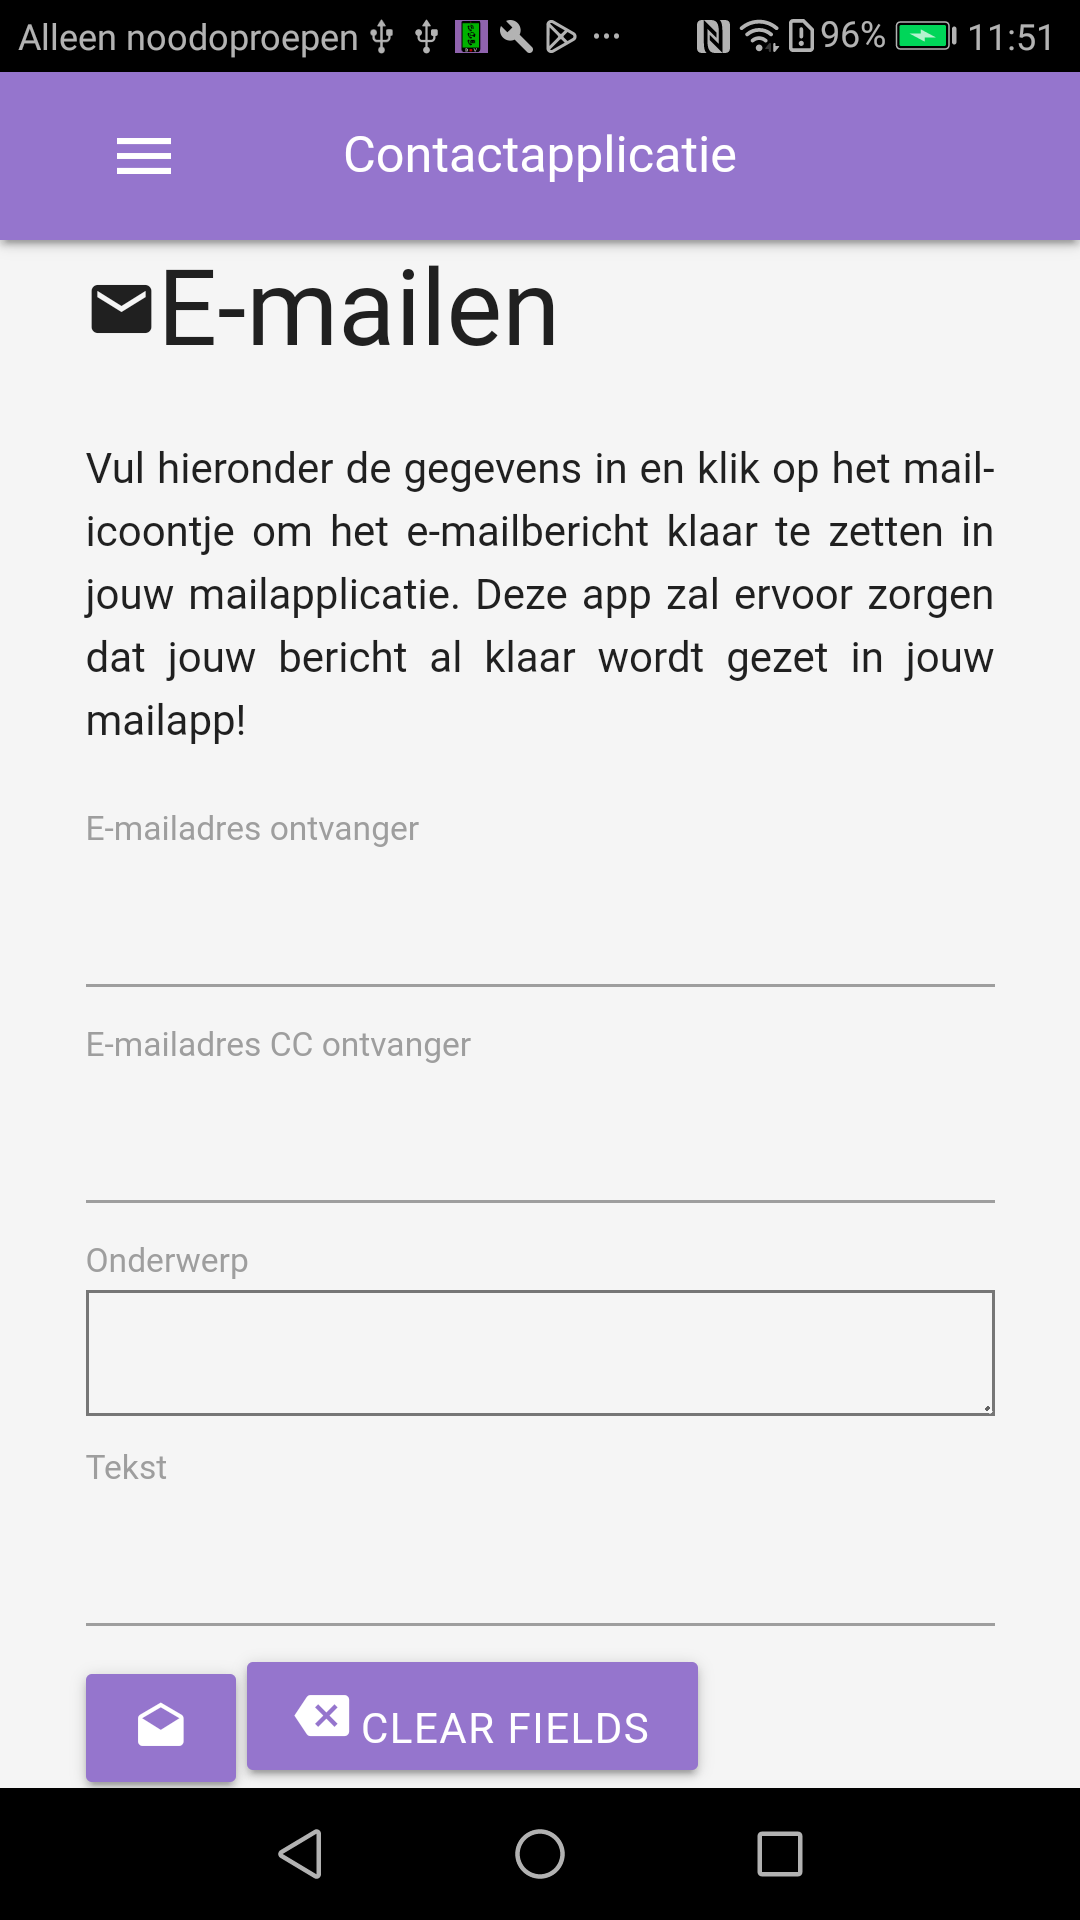 Alleen noodoproepen 96% 11:51
Contactapplicatie
E-mailen
Vul hieronder de gegevens in en klik op het mail-
icoontje om het e-mailbericht klaar te zetten in
jouw mailapplicatie. Deze app zal ervoor zorgen
dat jouw bericht al klaar wordt gezet in jouw
mailapp!
E-mailadres ontvanger
E-mailadres CC ontvanger
Onderwerp
Tekst
CLEAR FIELDS